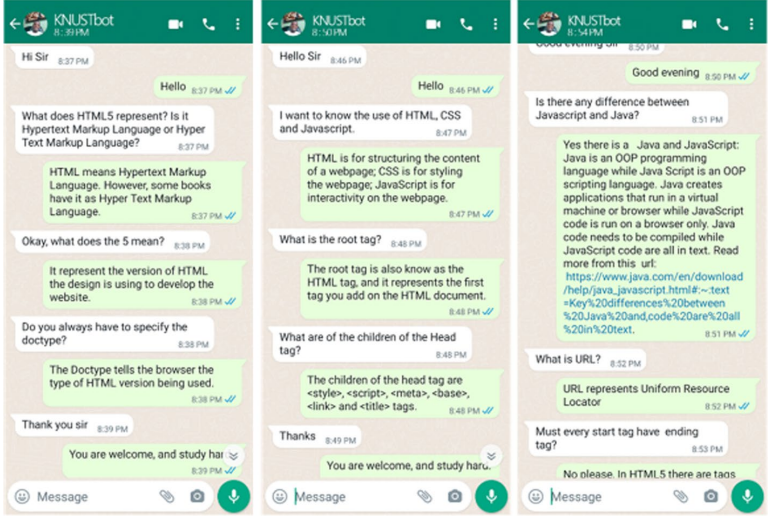 KNUSTbot
8:39 PM
Hi Sir
8:37 PM
Hello
8:37 PM
What does HTML5 represent? Is it
Hypertext Markup Language or Hyper
Text Markup Language?
8:37 PM
HTML means Hypertext Markup
Language. However, some books
have it as Hyper Text Markup
Language.
8:37 PM
Okay, what does the 5 mean?
8:38 PM
It represent the version of HTML
the design is using to develop the
website.
8:38 PM
Do you always have to specify the
doctype?
8:38 PM
The Doctype tells the browser the
type of HTML version being used.
8:38 PM
Thank you sir
8:39 PM
You are welcome, and study har
8:39 PM
Message
KNUSTbot
8:50 PM
Hello Sir
8:46 PM
Hello
8:46 PM
I want to know the use of HTML, CSS
and Javascript.
8:47 PM
HTML is for structuring the content
of a webpage; CSS is for styling
the webpage; JavaScript is for
interactivity on the webpage.
8:47 PM
What is the root tag?
8:48 PM
The root tag is also know as the
HTML tag, and it represents the first
tag you add on the HTML document.
8:48 PM
What are of the children of the Head
tag?
8:48 PM
The children of the head tag are
<style>, <script>, <meta>, <base>,
<link> and <title> tags.
8:48 PM
Thanks
8:49 PM
You are welcome, and study hard.
Message
KNUSTbot
8:54 PM
Good evening Sir
8:50 PM
Good evening
8:50 PM
Is there any difference between
Javascript and Java?
8:51 PM
Yes there is a Java and JavaScript:
Java is an OOP programming
language while Java Script is an OOP
scripting language. Java creates
applications that run in a virtual
machine or browser while JavaScript
code is run on a browser only. Java
code needs to be compiled while
JavaScript code are all in text. Read
more from this url:
https://www.java.com/en/download
/help/java_javascript.html#:~:text
=Key%20differences%20between
%20Java%20and,code%20are%20all
%20in%20text.
8:51 PM
What is URL?
8:52 PM
URL represents Uniform Resource
Locator
8:52 PM
Must every start tag have ending
tag?
8:53 PM
No please. In HTML5 there are tags
Message